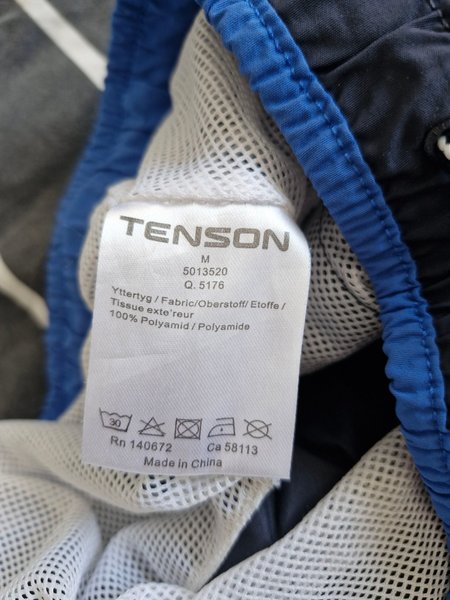 TENSON
M
5013520
Q. 5176
Yttertyg / Fabric/Oberstoff/ Etoffe /
Tissue exte'reur
100% Polyamid / Polyamide
30
Rn 140672 Ca 58113
Made in China